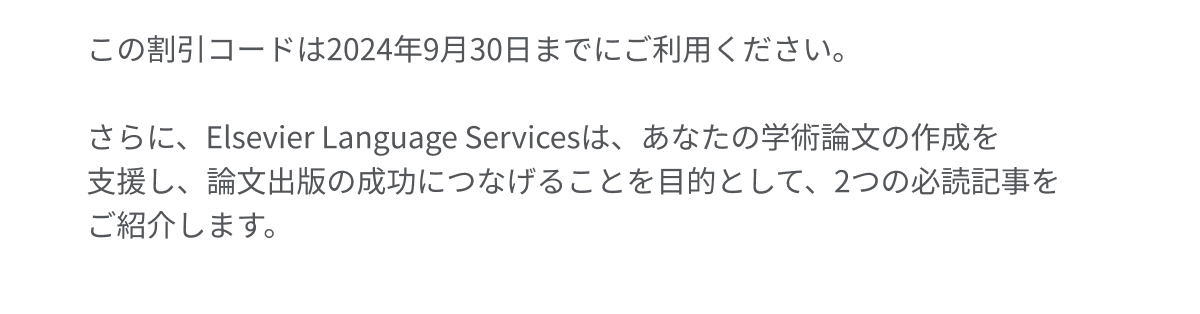 この割引コードは2024年9月30日までにご利用ください。
さらに、Elsevier Language Servicesは、あなたの学術論文の作成を
支援し、論文出版の成功につなげることを目的として、2つの必読記事を
ご紹介します。